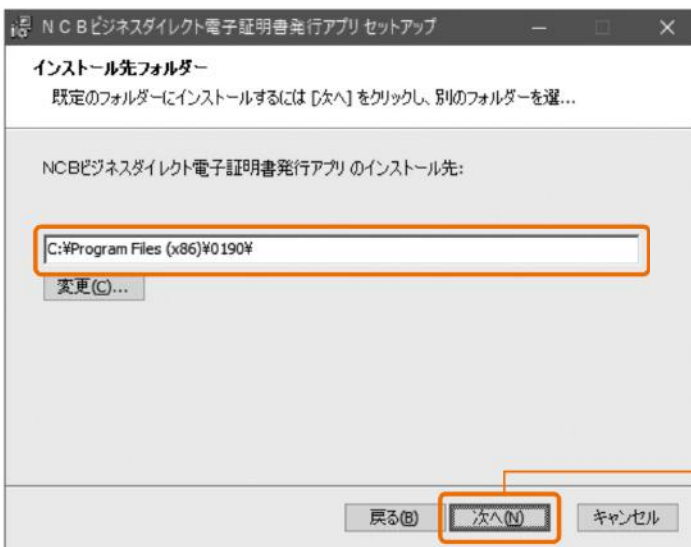 NCBビジネスダイレクト電子証明書発行アプリ セットアップ
インストール先フォルダー
既定のフォルダーにインストールするには [次へ] をクリックし、別のフォルダーを選...
NCBビジネスダイレクト電子証明書発行アプリ のインストール先:
C:¥Program Files (x86)¥0190¥
変更(C)...
戻る(B) 次へ(N) キャンセル